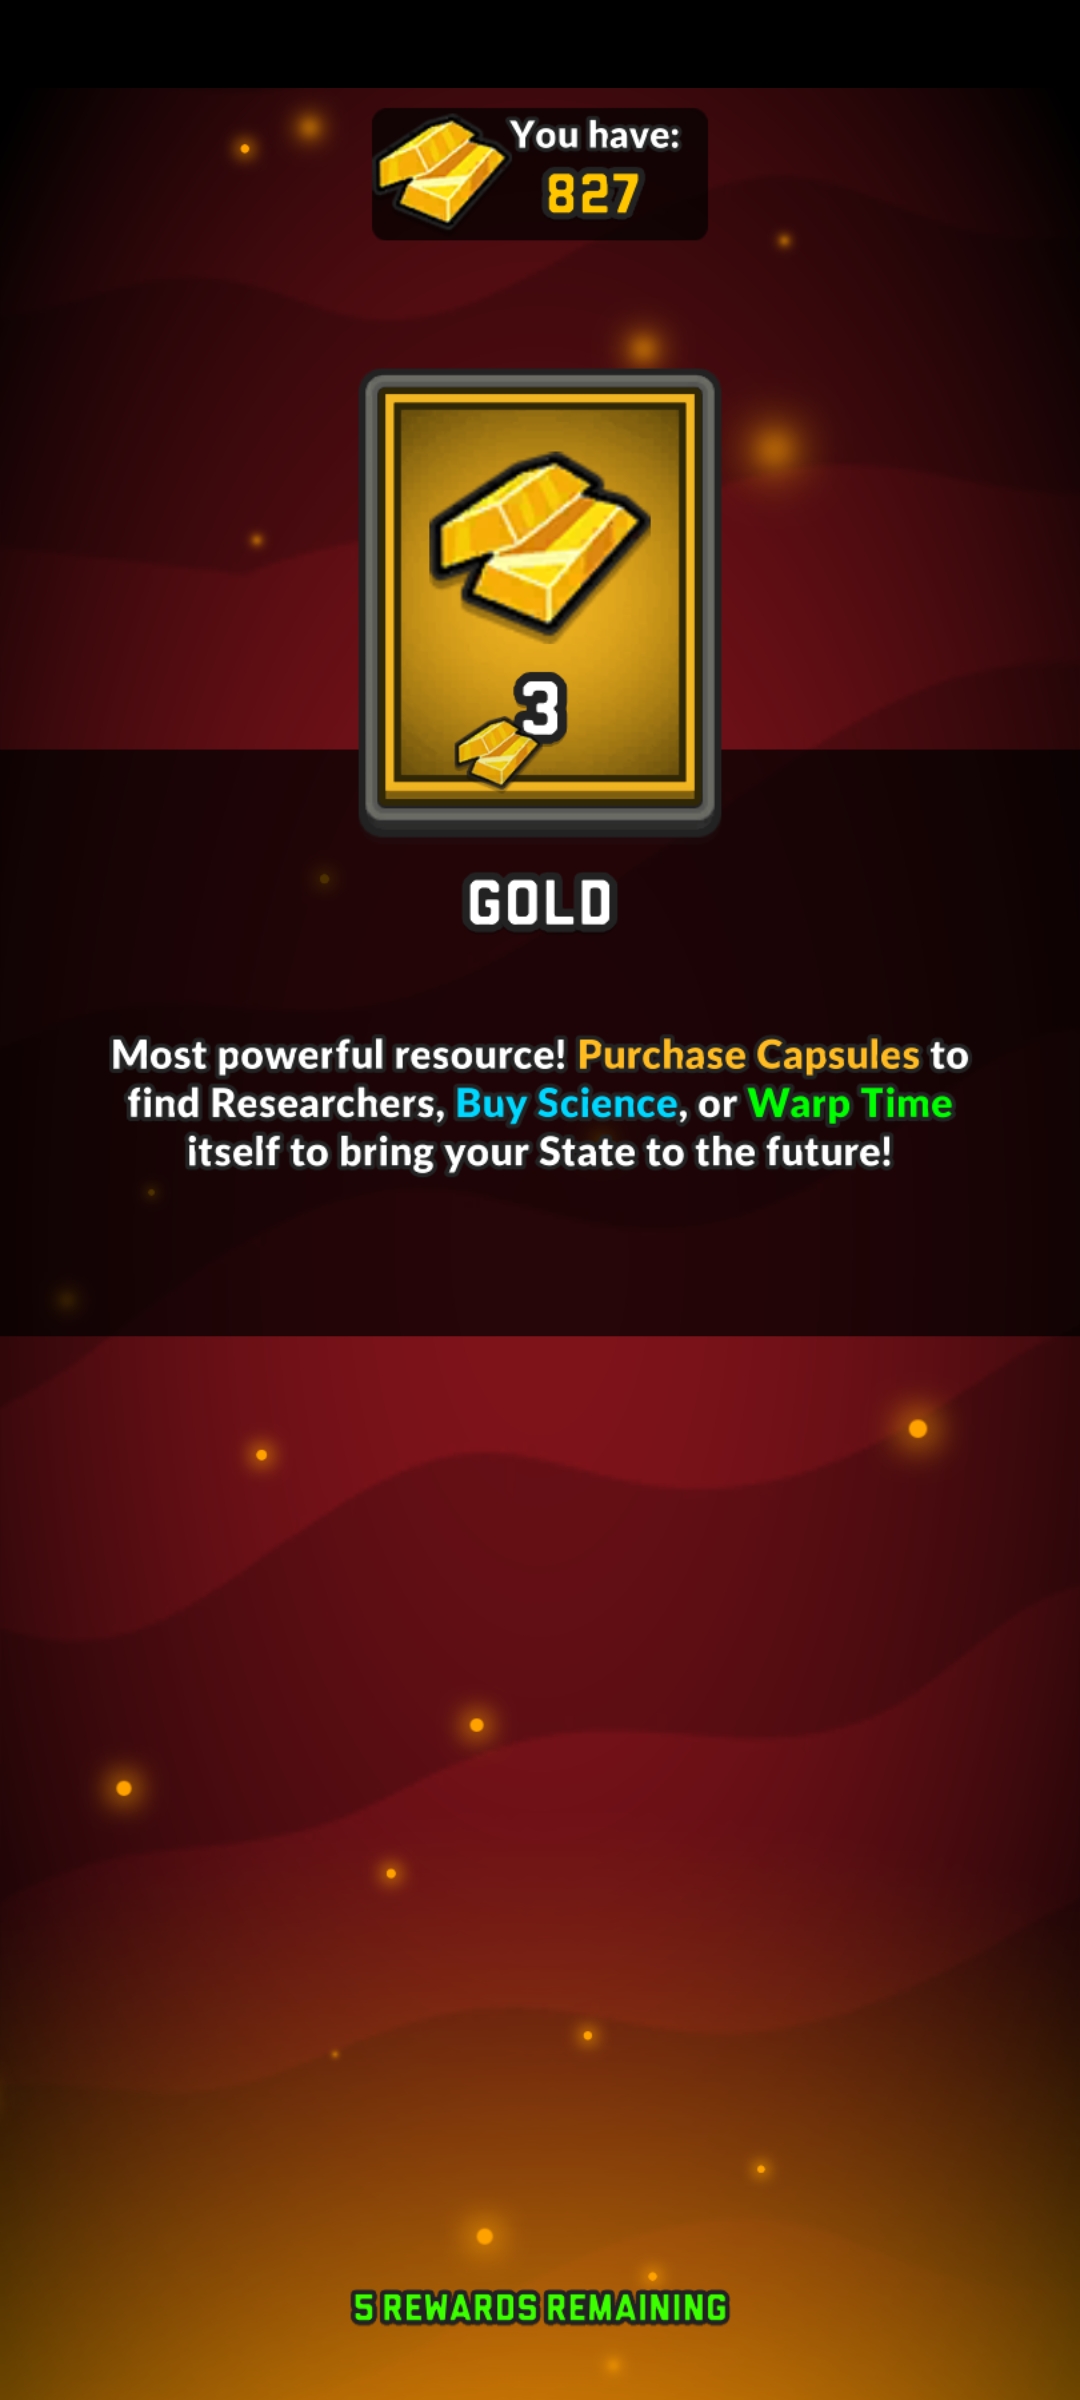 You have:
827
3
GOLD
Most powerful resource! Purchase Capsules to
find Researchers, Buy Science, or Warp Time
itself to bring your State to the future!
5 REWARDS REMAINING